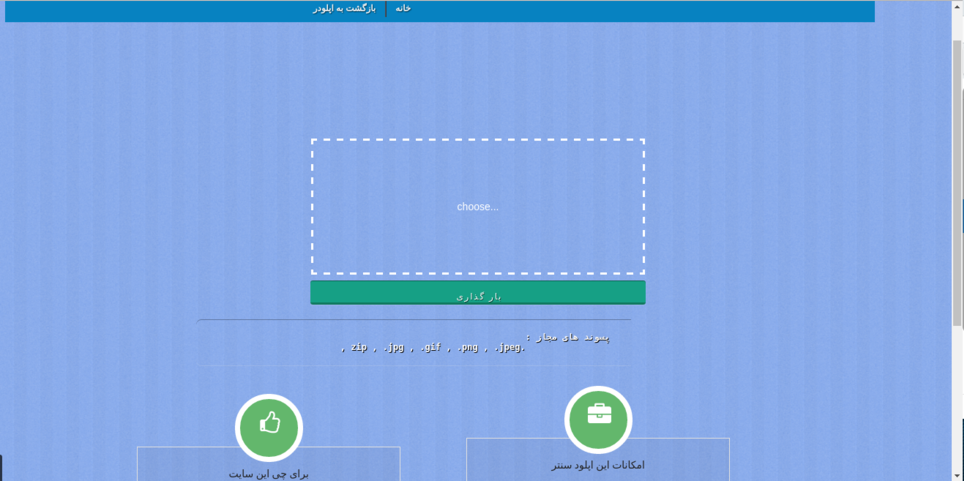 خانه
بازگشت به اپلودر
choose...
بار گذاری
پسوند های مجاز :
.zip , .jpg , .gif , .png , .jpeg ,
امکانات این اپلود سنتر
برای چی این سایت